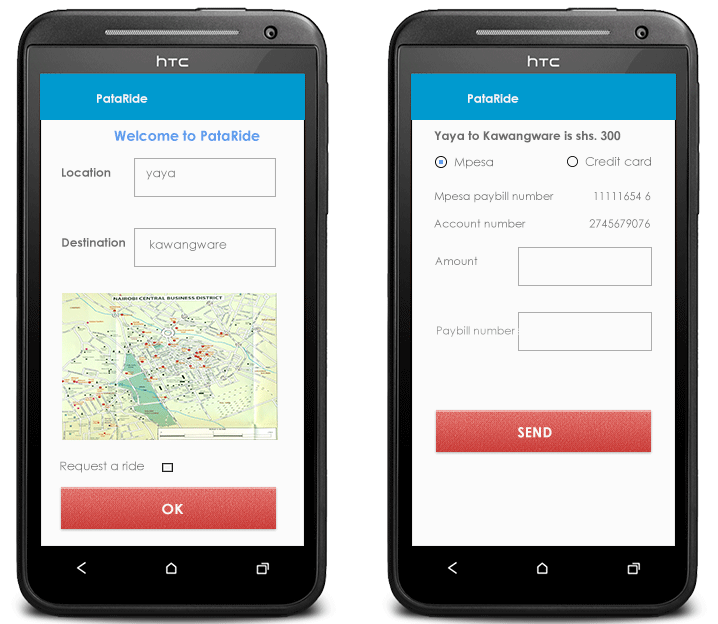 htc
PataRide
Welcome to PataRide
Location
yaya
Destination
kawangware
NAIROBI CENTRAL BUSINESS DISTRICT
Request a ride
OK
htc
PataRide
Yaya to Kawangware is shs. 300
Mpesa Credit card
Mpesa paybill number 11111654 6
Account number 2745679076
Amount
Paybill number
SEND